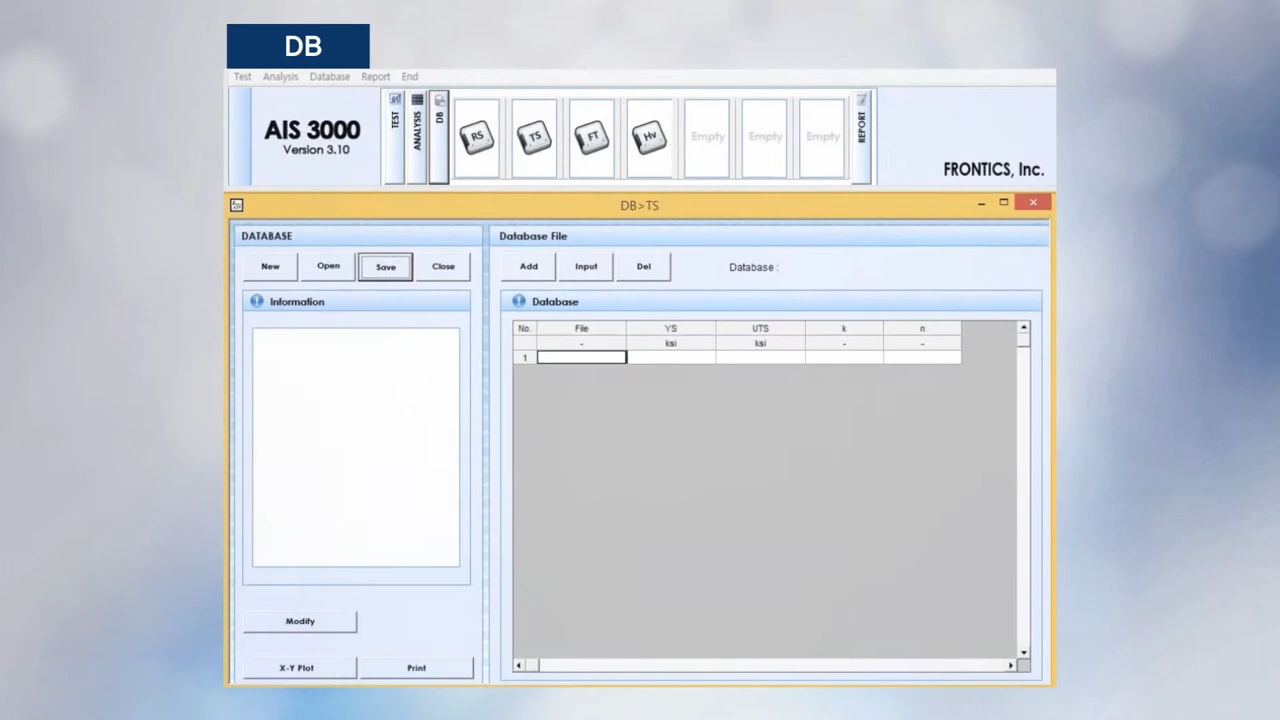 DB
Test Analysis Database Report End
AIS 3000
Version 3.10
TEST
ANALYSIS
DB
RS
TS
FT
Hv
Empty
Empty
Empty
REPORT
FRONTICS, Inc.
DB>TS
DATABASE
New Open Save Close
Information
Modify
X-Y Plot Print
Database File
Add Input Del Database :
Database
No. File YS UTS k n
- ksi ksi - -
1